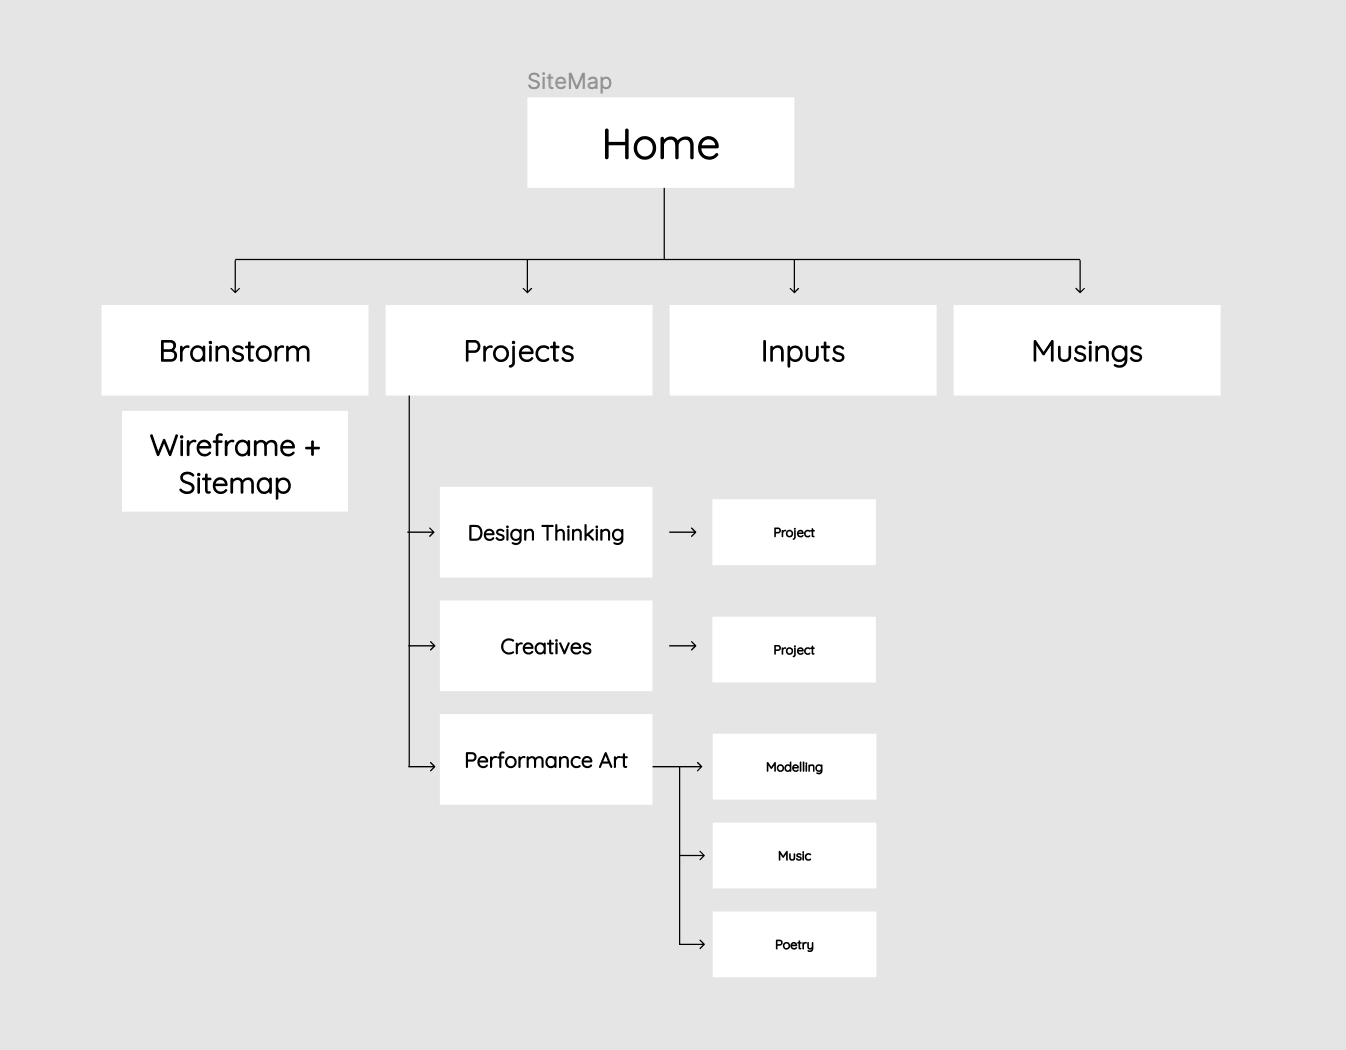 SiteMap
Home
Brainstorm
Projects
Inputs
Musings
Wireframe +
Sitemap
Design Thinking
Project
Creatives
Project
Performance Art
Modelling
Music
Poetry